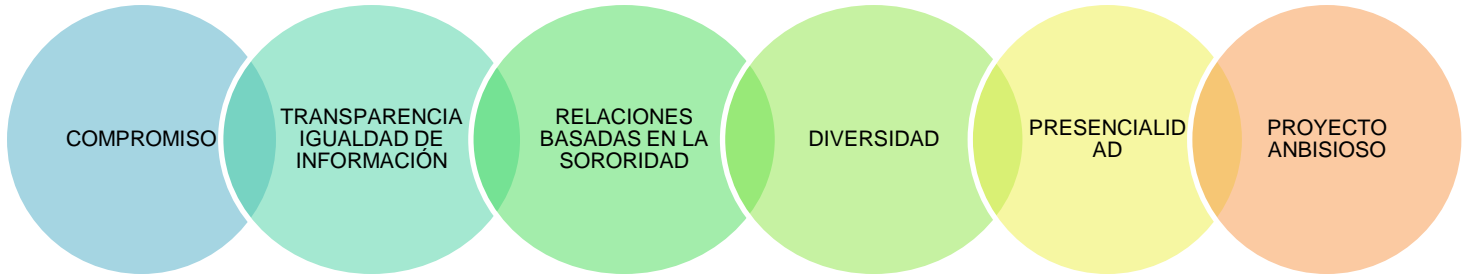 COMPROMISO
TRANSPARENCIA
IGUALDAD DE
INFORMACIÓN
RELACIONES
BASADAS EN LA
SORORIDAD
DIVERSIDAD
PRESENCIALID
AD
PROYECTO
ANBISIOSO